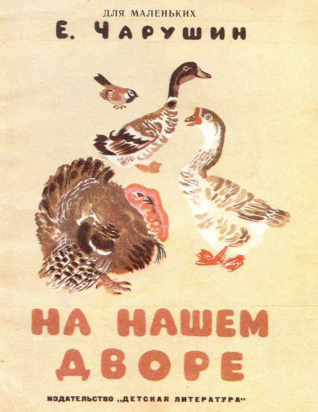 ДЛЯ МАЛЕНЬКИХ
Е. ЧАРУШИН
НА НАШЕМ
ДВОРЕ
ИЗДАТЕЛЬСТВО „ДЕТСКАЯ ЛИТЕРАТУРА“